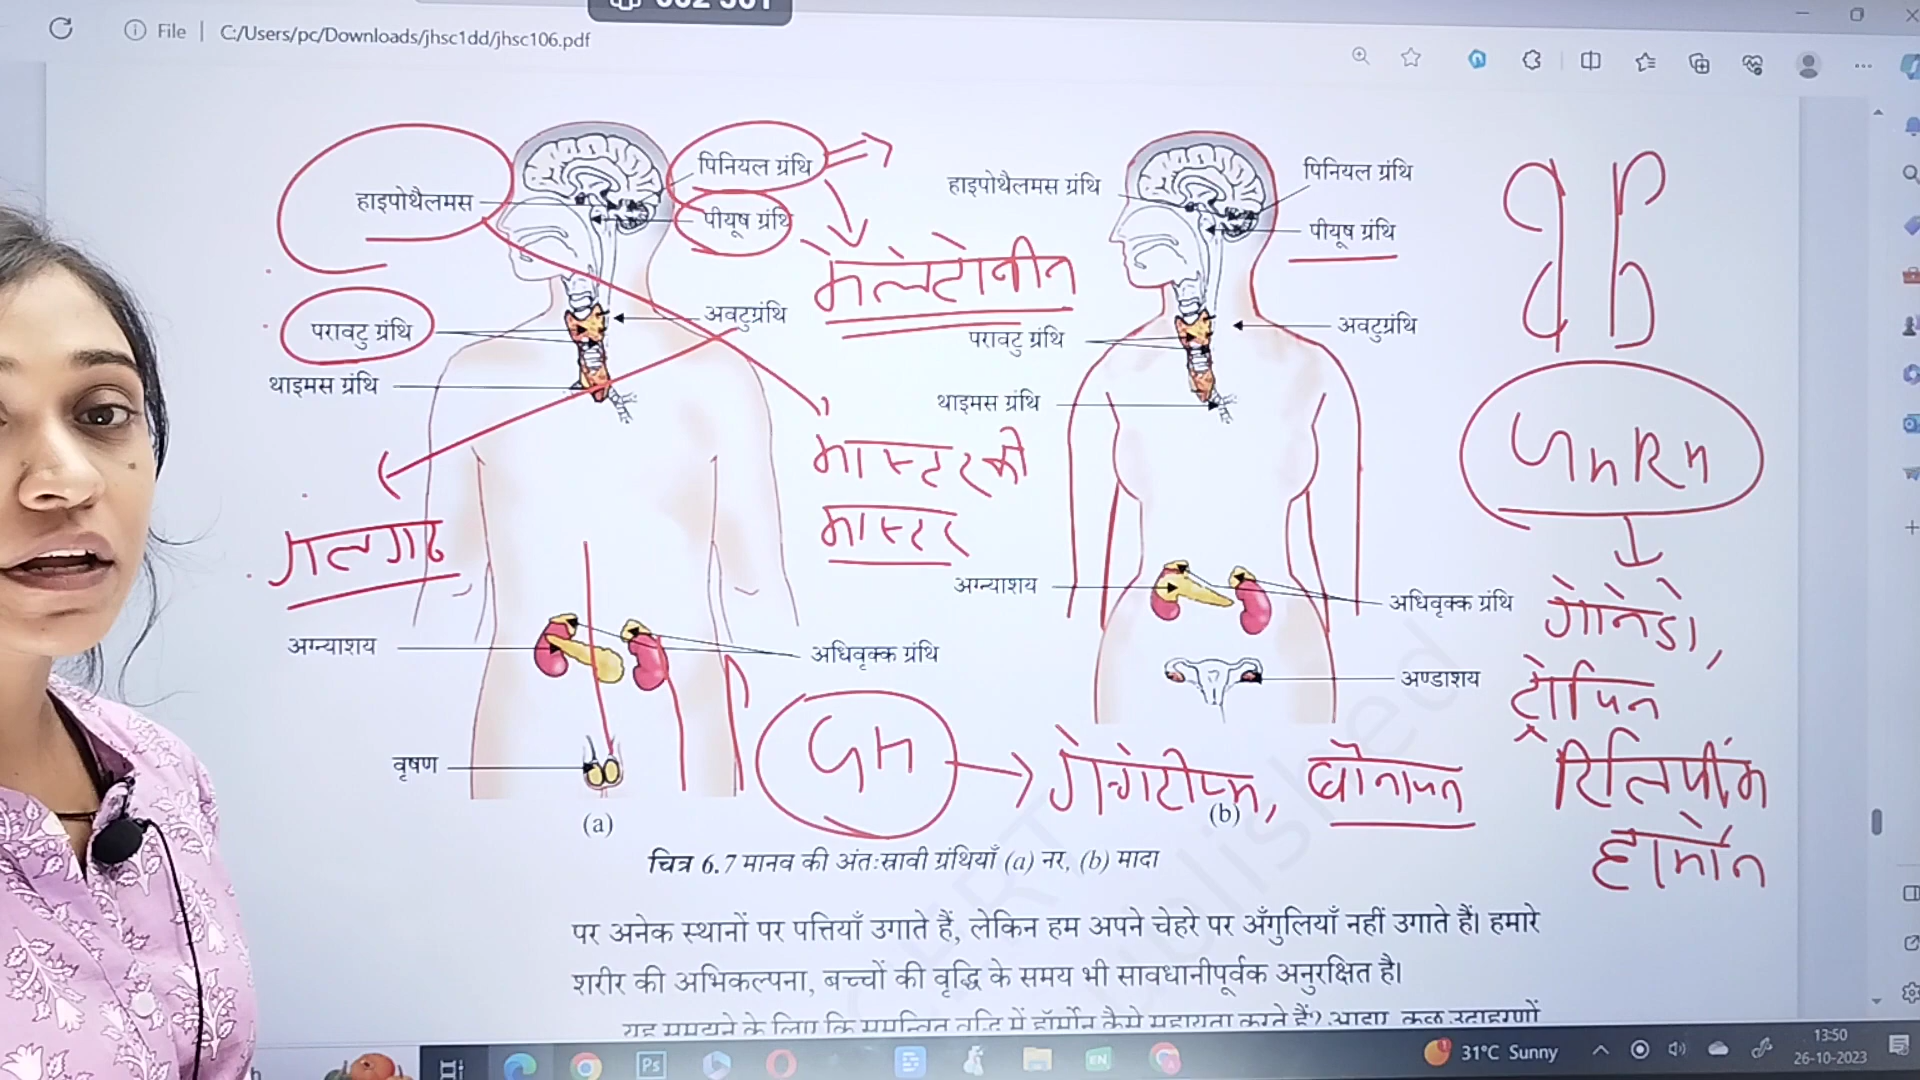 File | C:/Users/pc/Downloads/jhsc1dd/jhsc106.pdf
पिनियल ग्रंथि
हाइपोथैलमस
पीयूष ग्रंथि
मेलेटोनीन
अवटुग्रंथि
परावटु ग्रंथि
थाइमस ग्रंथि
मास्टर को
मास्टर
अग्न्याशय
अधिवृक्क ग्रंथि
GH
वृषण
(a)
पिनियल ग्रंथि
हाइपोथैलमस ग्रंथि
पीयूष ग्रंथि
अवटुग्रंथि
परावटु ग्रंथि
थाइमस ग्रंथि
GnRH
अग्न्याशय
अधिवृक्क ग्रंथि
गोनेडो,
ट्रोपिन
रिलिजींग
हार्मोन
अण्डाशय
बौनापन
(b)
चित्र 6.7 मानव की अंतःस्रावी ग्रंथियाँ (a) नर, (b) मादा
पर अनेक स्थानों पर पत्तियाँ उगाते हैं, लेकिन हम अपने चेहरे पर अँगुलियाँ नहीं उगाते हैं। हमारे
शरीर की अभिकल्पना, बच्चों की वृद्धि के समय भी सावधानीपूर्वक अनुरक्षित है।
31°C Sunny
13:50
26-10-2023